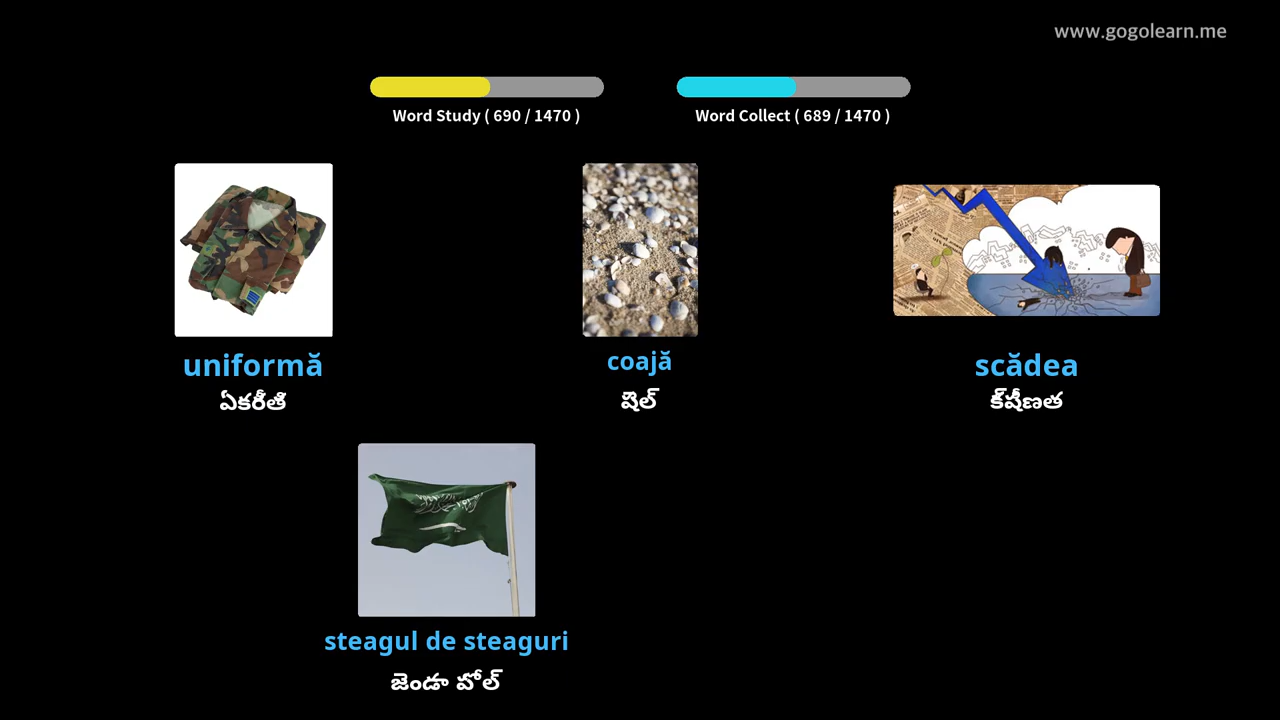 www.gogolearn.me
Word Study ( 690 / 1470 )
Word Collect ( 689 / 1470 )
uniformă
ఏకరీతి
coajă
షెల్
scădea
క్షీణత
steagul de steaguri
జెండా పోల్